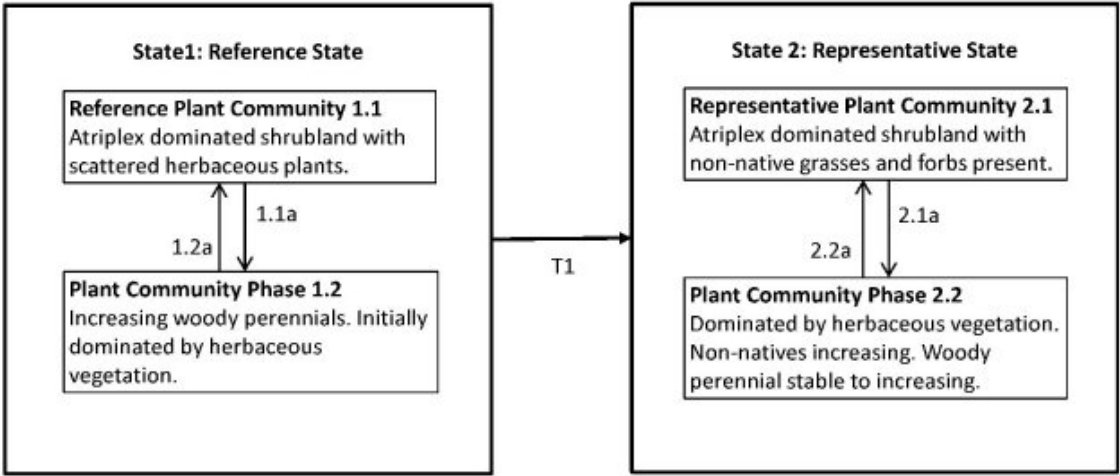 State1: Reference State
Reference Plant Community 1.1
Atriplex dominated shrubland with
scattered herbaceous plants.
1.1a
1.2a
Plant Community Phase 1.2
Increasing woody perennials. Initially
dominated by herbaceous
vegetation.
T1
State 2: Representative State
Representative Plant Community 2.1
Atriplex dominated shrubland with
non-native grasses and forbs present.
2.1a
2.2a
Plant Community Phase 2.2
Dominated by herbaceous vegetation.
Non-natives increasing. Woody
perennial stable to increasing.